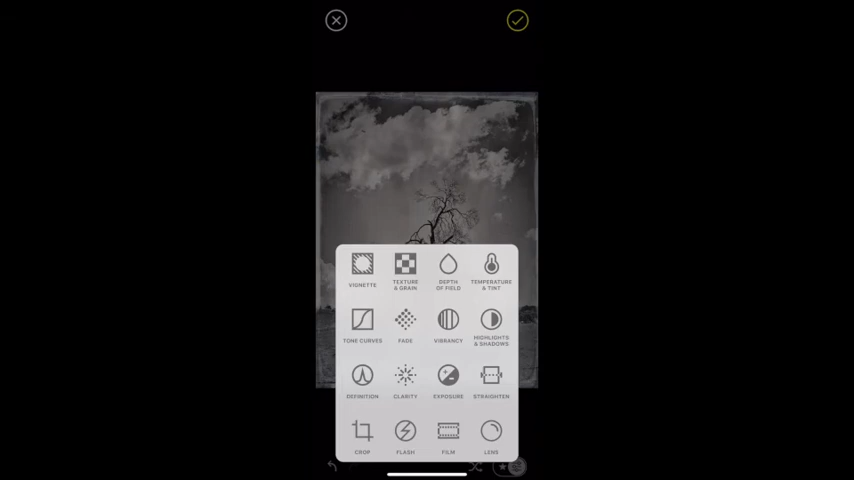 VIGNETTE
TEXTURE
& GRAIN
DEPTH
OF FIELD
TEMPERATURE
& TINT
TONE CURVES
FADE
VIBRANCY
HIGHLIGHTS
& SHADOWS
DEFINITION
CLARITY
EXPOSURE
STRAIGHTEN
CROP
FLASH
FILM
LENS